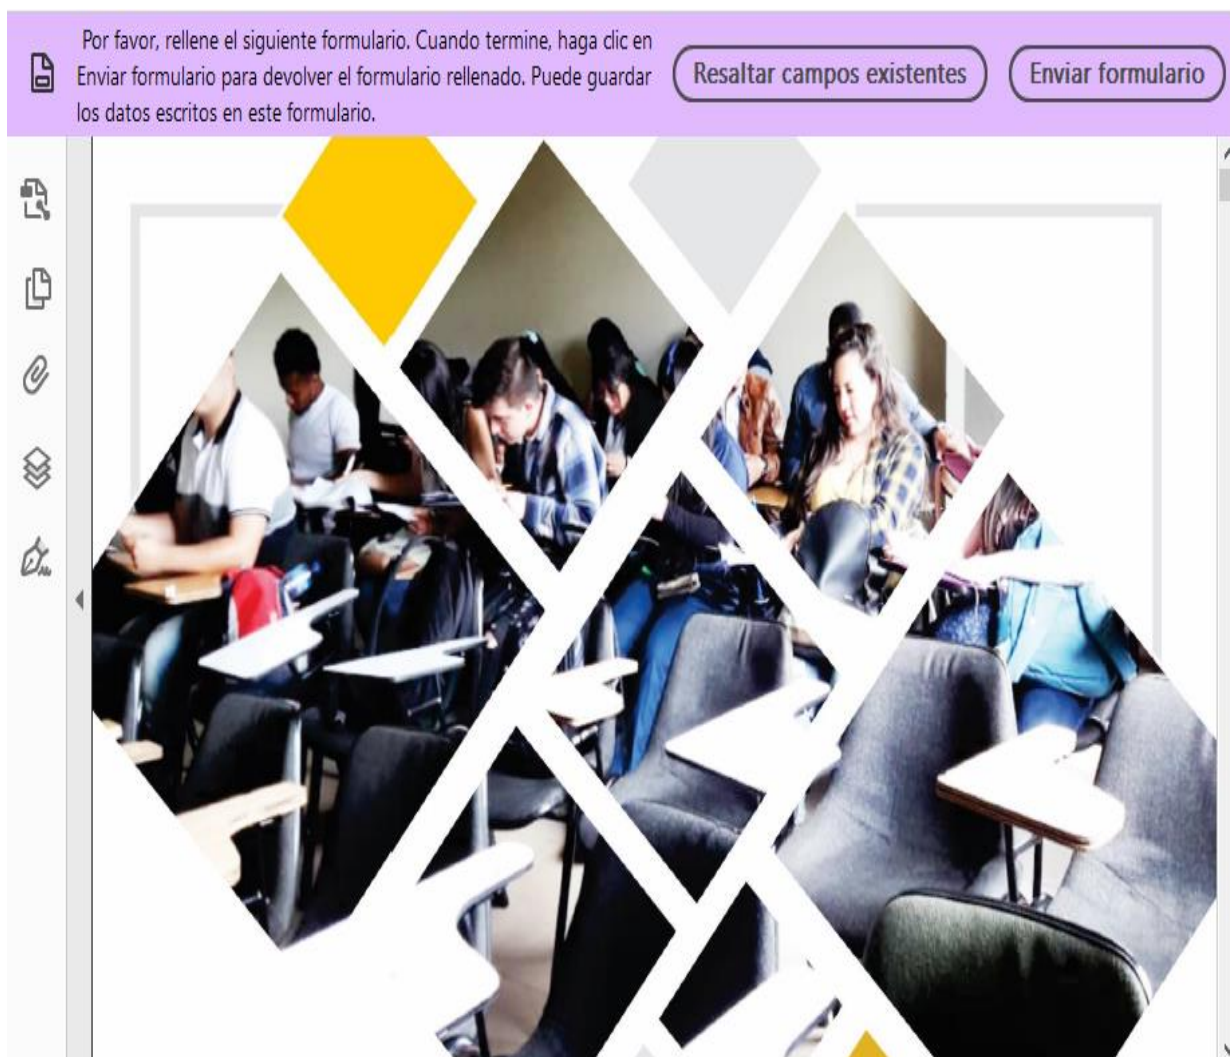 Por favor, rellene el siguiente formulario. Cuando termine, haga clic en
Enviar formulario para devolver el formulario rellenado. Puede guardar
los datos escritos en este formulario.
Resaltar campos existentes
Enviar formulario